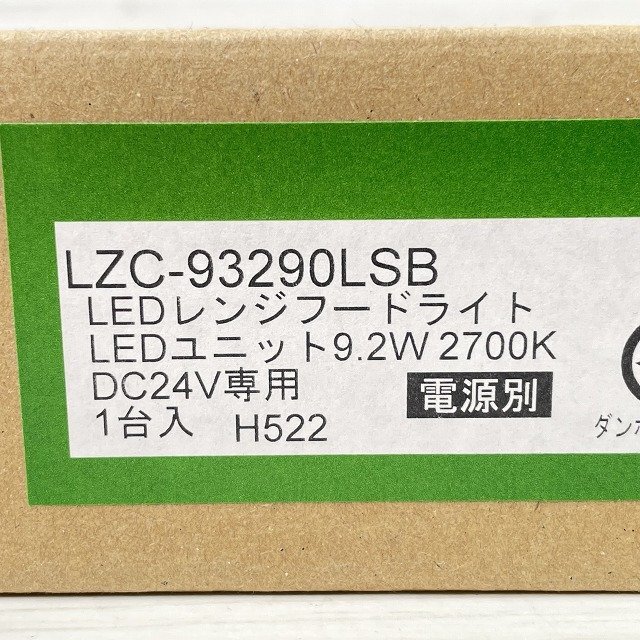 LZC-93290LSB
LEDレンジフードライト
LEDユニット9.2W 2700K
DC24V専用
電源別
1台入 H522